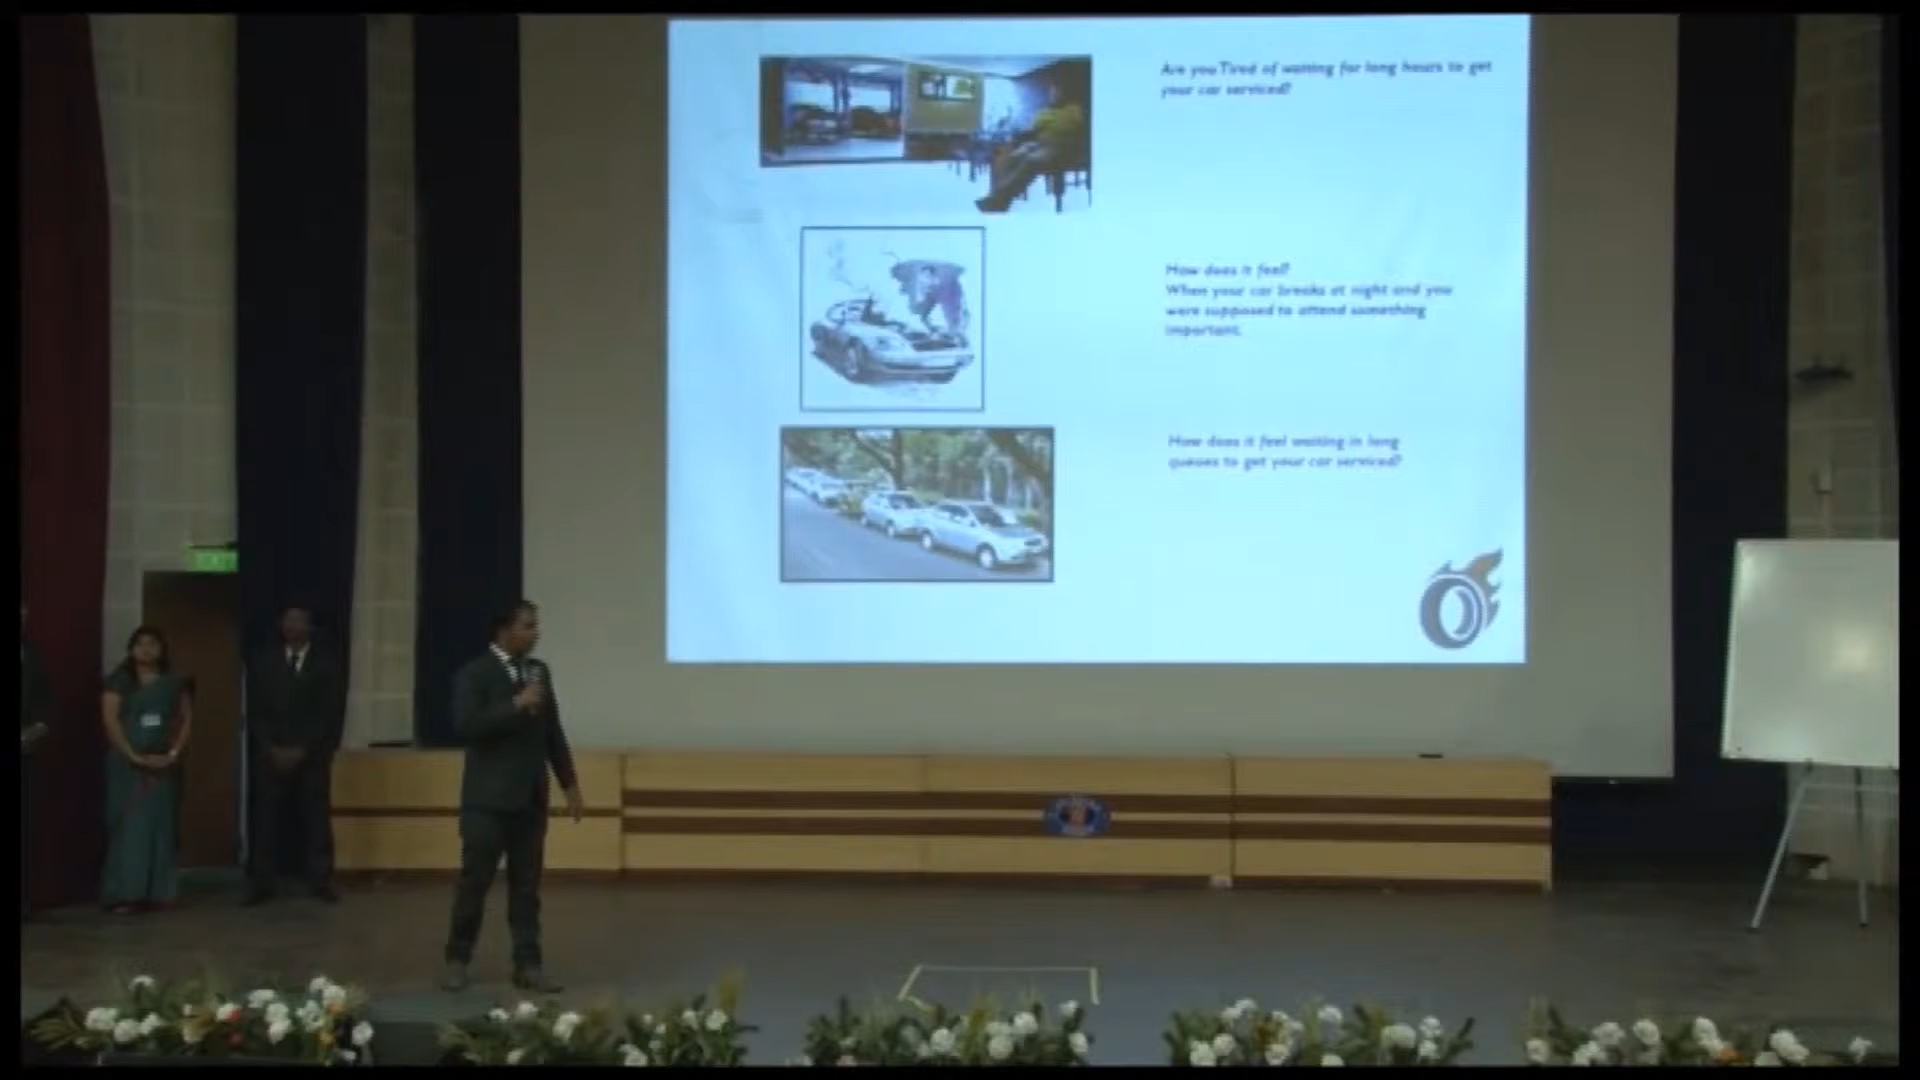 Are you Tired of waiting for long hours to get
your car serviced?
How does it feel?
When your car breaks at night and you
were supposed to attend something
important.
How does it feel waiting in long
queues to get your car serviced?
EXIT